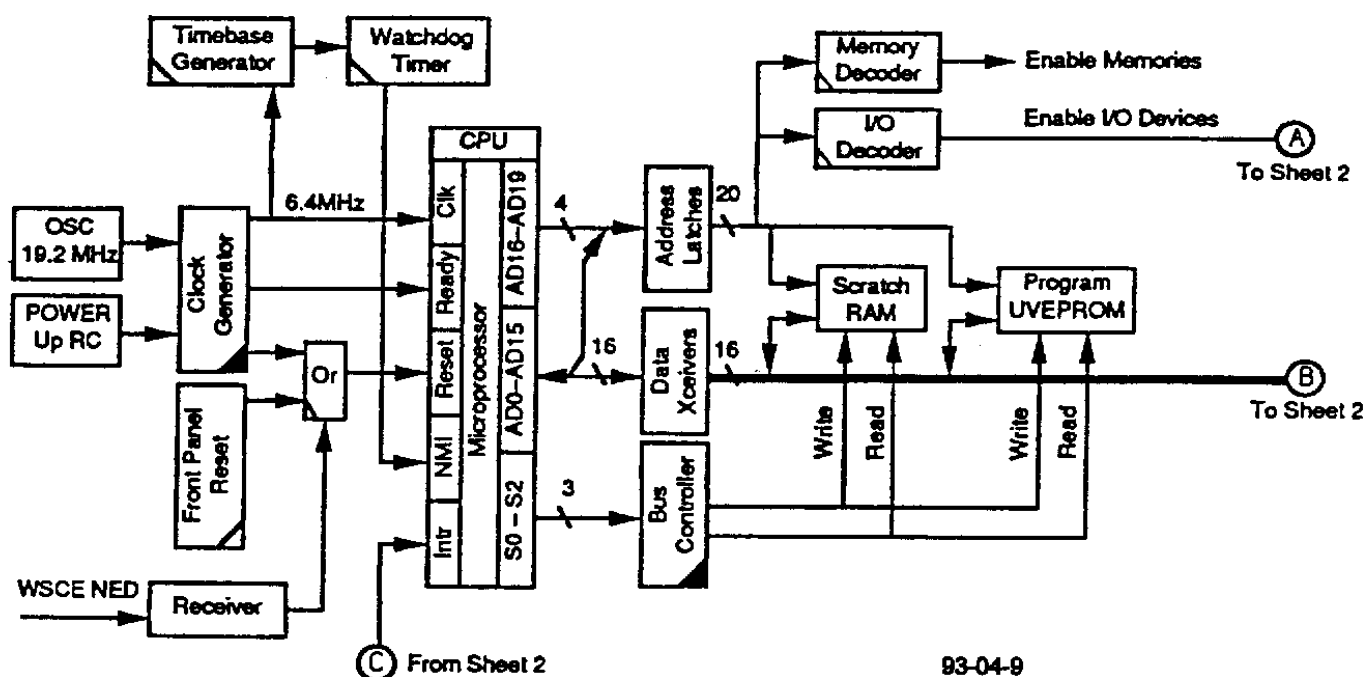 Timebase
Generator
Watchdog
Timer
Memory
Decoder
Enable Memories
I/O
Decoder
Enable I/O Devices
A
To Sheet 2
CPU
OSC
19.2 MHz
POWER
Up RC
Clock
Generator
6.4MHz
Clk
Ready
Reset
NMI
Intr
Microprocessor
AD16-AD19
AD0-AD15
S0 - S2
4
16
3
Address
Latches
20
Data
Xceivers
16
Bus
Controller
Scratch
RAM
Program
UVEPROM
Write
Read
Write
Read
B
To Sheet 2
Or
Front Panel
Reset
WSCE NED
Receiver
C
From Sheet 2
93-04-9